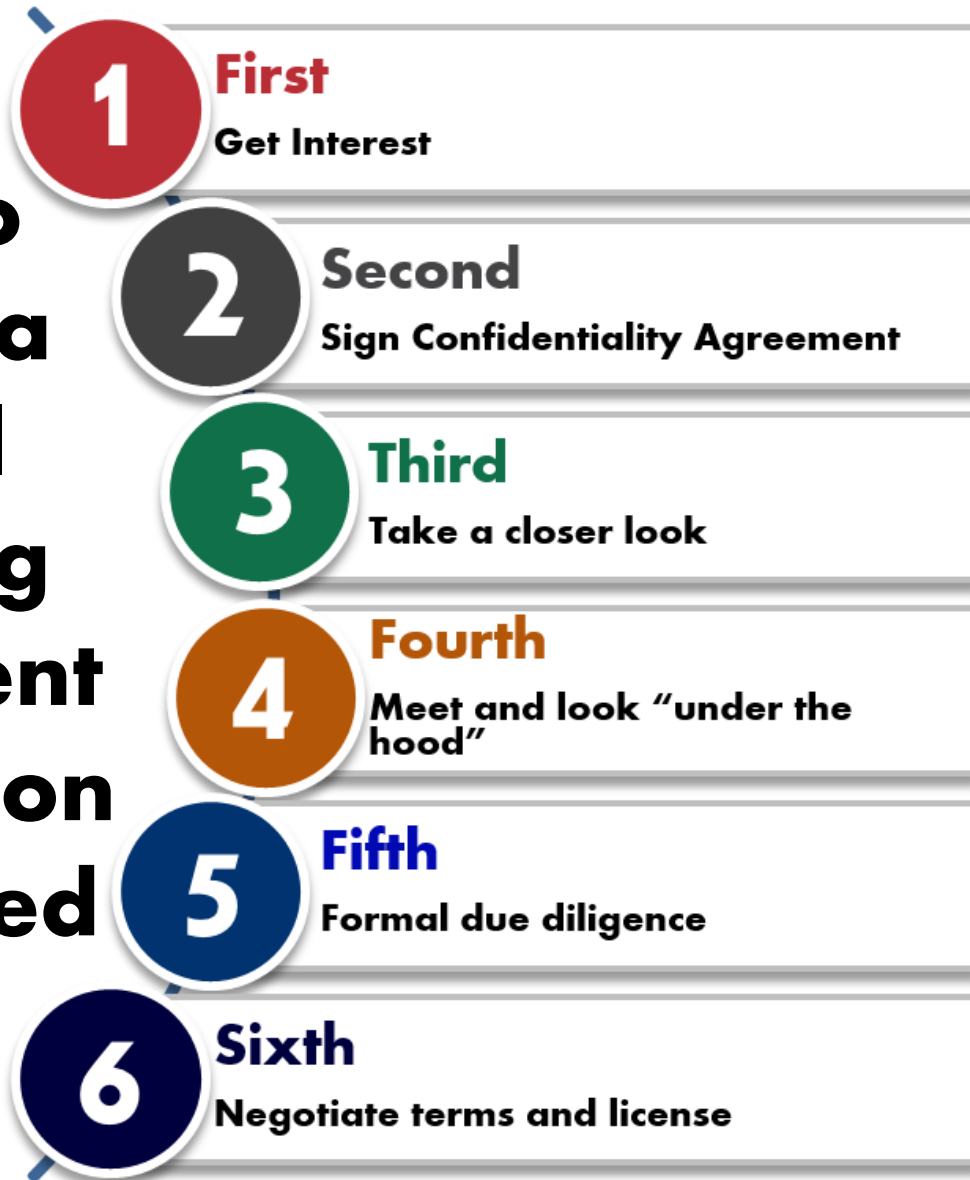 1
First
Get Interest
2
Second
Sign Confidentiality Agreement
3
Third
Take a closer look
4
Fourth
Meet and look “under the
hood”
5
Fifth
Formal due diligence
6
Sixth
Negotiate terms and license